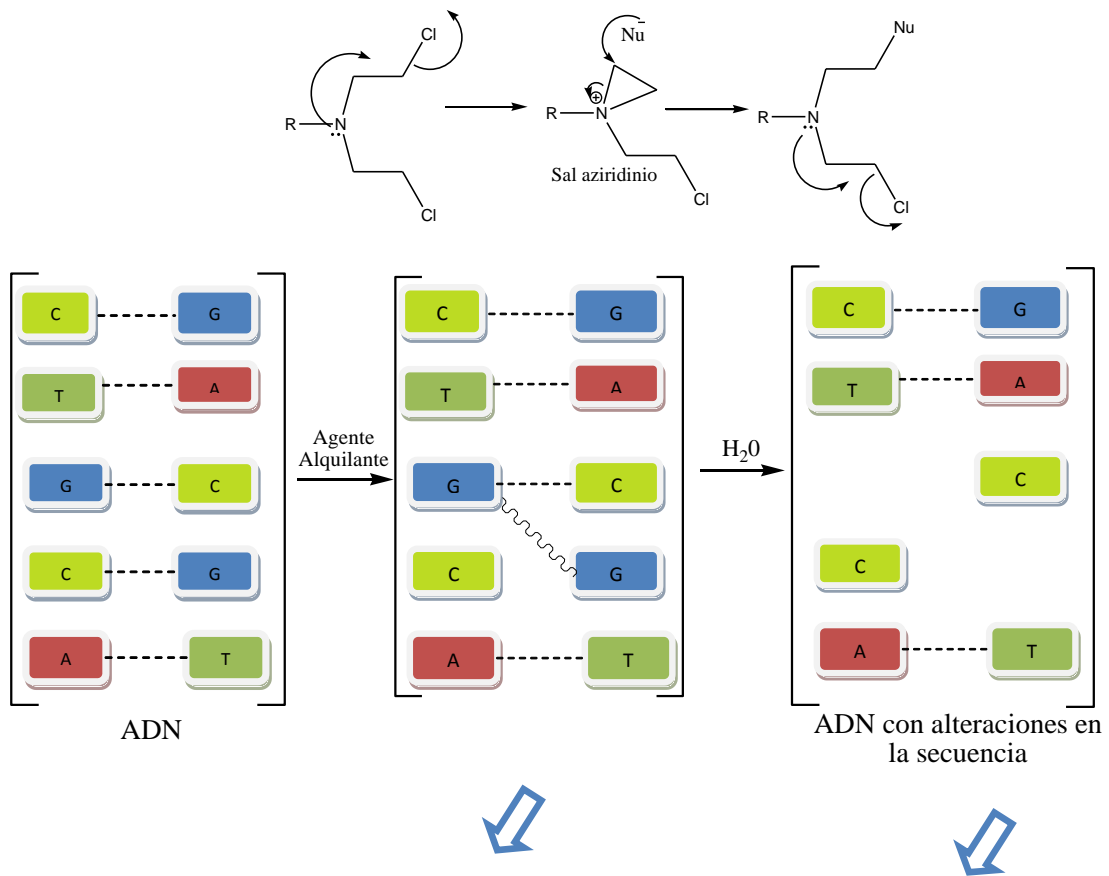 Cl
R—N
Cl
Nu⁻
R—N⊕
Cl
Sal aziridinio
Nu
R—N
Cl
C G
T A
G C
C G
A T
ADN
Agente
Alquilante
C G
T A
G C
C G
A T
H₂0
C G
T A
C
C
A T
ADN con alteraciones en
la secuencia